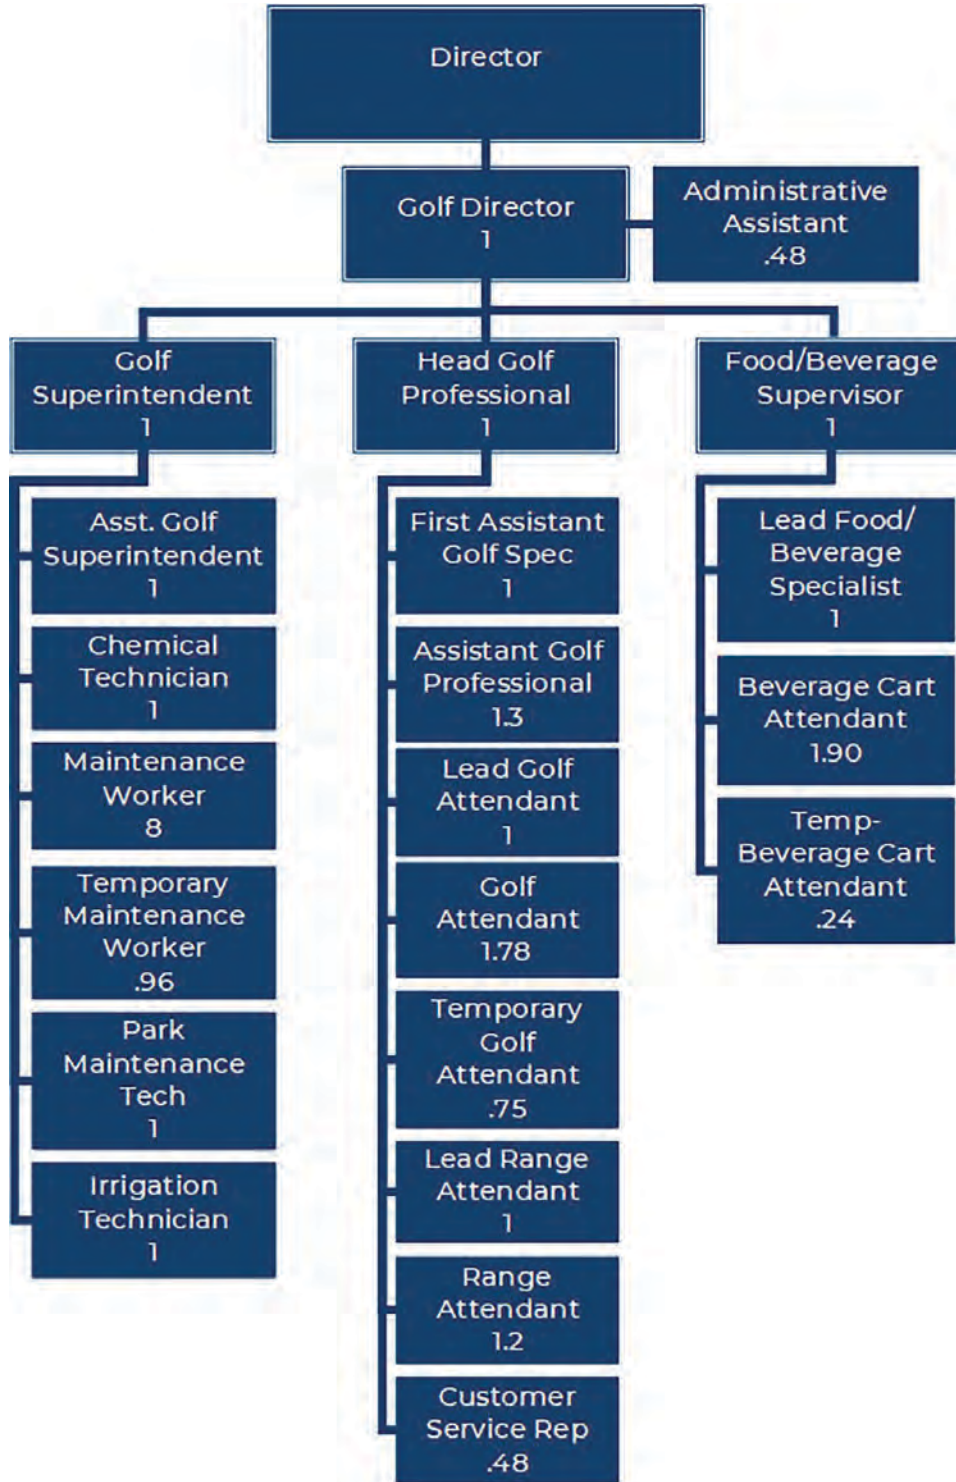 Director
Golf Director
1
Administrative
Assistant
.48
Golf
Superintendent
1
Head Golf
Professional
1
Food/Beverage
Supervisor
1
Asst. Golf
Superintendent
1
Chemical
Technician
1
Maintenance
Worker
8
Temporary
Maintenance
Worker
.96
Park
Maintenance
Tech
1
Irrigation
Technician
1
First Assistant
Golf Spec
1
Assistant Golf
Professional
1.3
Lead Golf
Attendant
1
Golf
Attendant
1.78
Temporary
Golf
Attendant
.75
Lead Range
Attendant
1
Range
Attendant
1.2
Customer
Service Rep
.48
Lead Food/
Beverage
Specialist
1
Beverage Cart
Attendant
1.90
Temp-
Beverage Cart
Attendant
.24